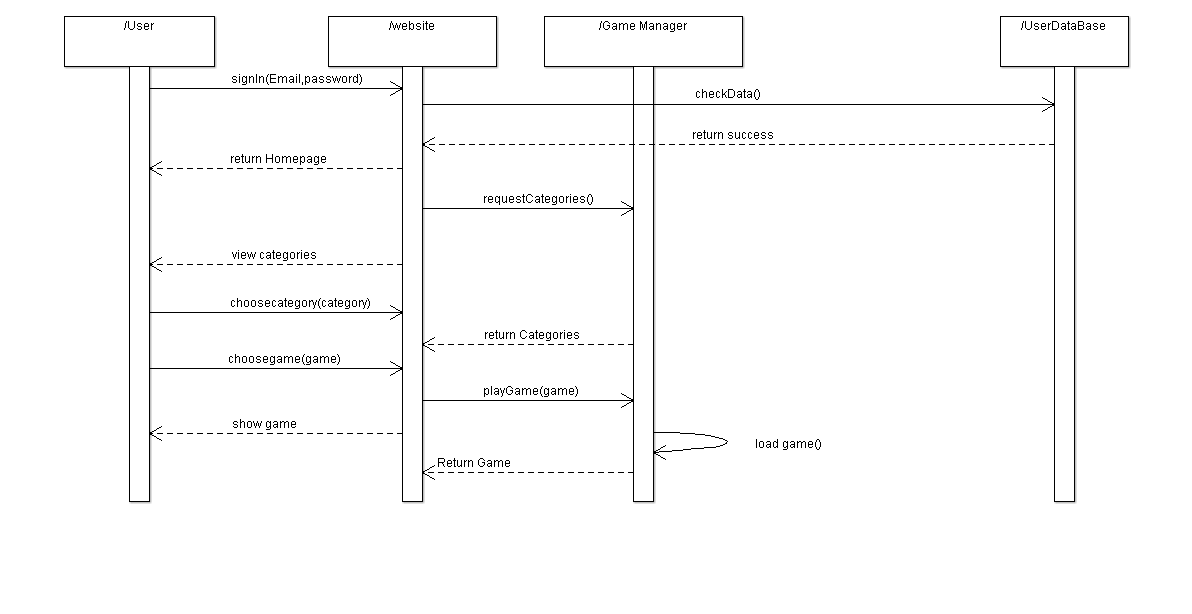 /User
/website
/Game Manager
/UserDataBase
signIn(Email,password)
checkData()
return success
return Homepage
requestCategories()
view categories
choosecategory(category)
return Categories
choosegame(game)
playGame(game)
show game
load game()
Return Game